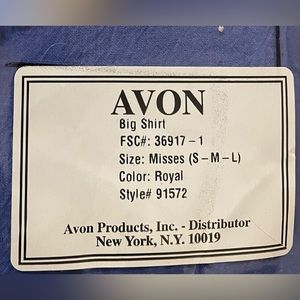 AVON
Big Shirt
FSC#: 36917-1
Size: Misses (S-M-L)
Color: Royal
Style# 91572
Avon Products, Inc. - Distributor
New York, N.Y. 10019